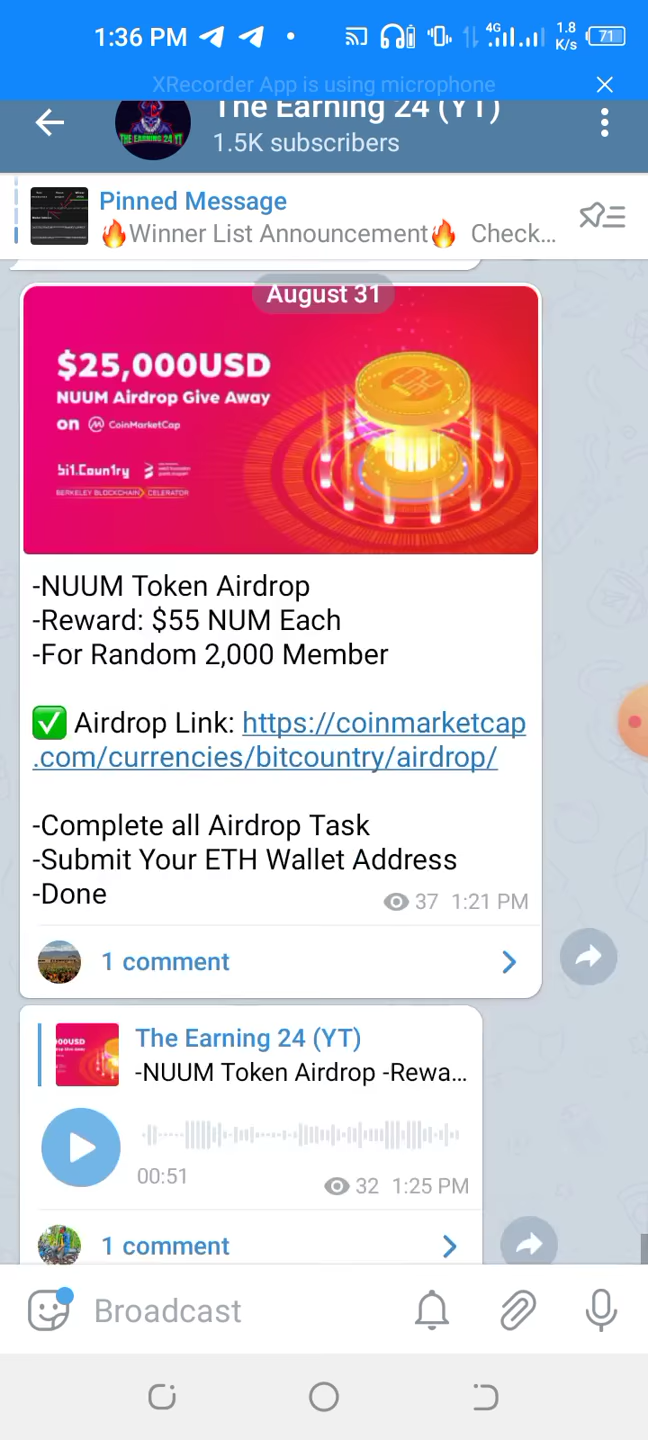 1:36 PM
4G
1.8
K/s
71
XRecorder App is using microphone
The Earning 24 (YT)
1.5K subscribers
THE EARNING 24 YT
Pinned Message
🔥Winner List Announcement🔥 Check...
August 31
$25,000USD
NUUM Airdrop Give Away
on CoinMarketCap
bit.Country
BERKELEY BLOCKCHAIN XCELERATOR
-NUUM Token Airdrop
-Reward: $55 NUM Each
-For Random 2,000 Member
✅ Airdrop Link: https://coinmarketcap
.com/currencies/bitcountry/airdrop/
-Complete all Airdrop Task
-Submit Your ETH Wallet Address
-Done
37 1:21 PM
1 comment
The Earning 24 (YT)
-NUUM Token Airdrop -Rewa...
00:51
32 1:25 PM
1 comment
Broadcast